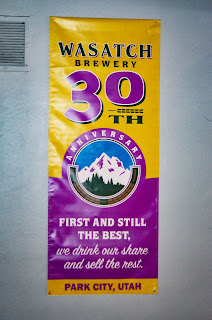 WASATCH
BREWERY
30
TH
ANNIVERSARY
FIRST AND STILL
THE BEST,
we drink our share
and sell the rest.
PARK CITY, UTAH